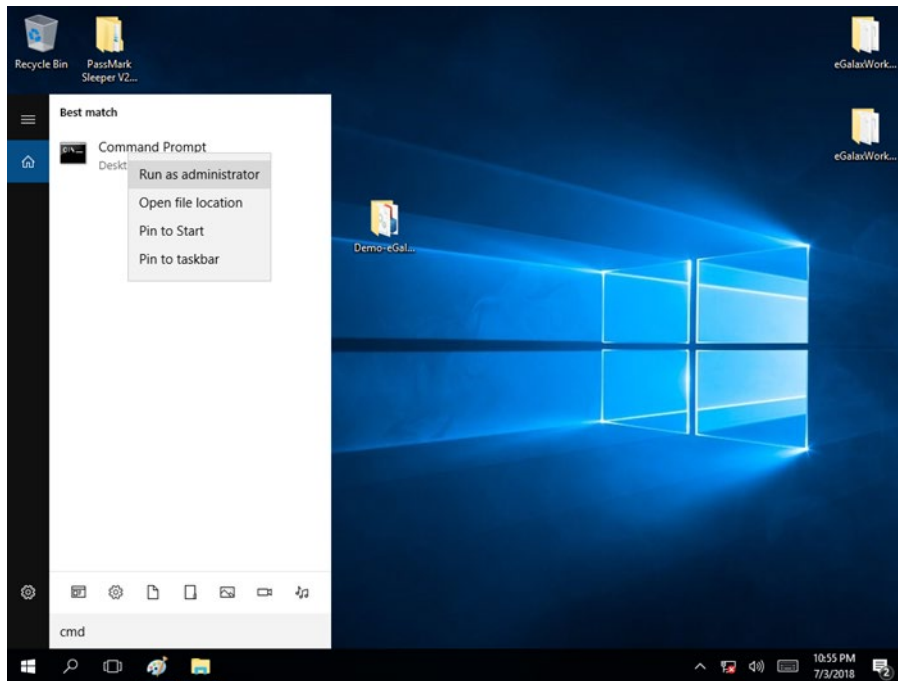 Recycle Bin
PassMark
Sleeper V2...
eGalaxWork...
eGalaxWork...
Best match
Command Prompt
Deskt
Run as administrator
Open file location
Pin to Start
Pin to taskbar
Demo-eGal...
cmd
10:55 PM
7/3/2018
2